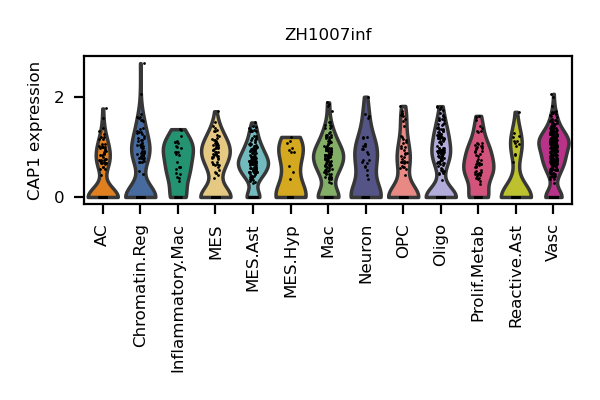 ZH1007inf
CAP1 expression
2
0
AC
Chromatin.Reg
Inflammatory.Mac
MES
MES.Ast
MES.Hyp
Mac
Neuron
OPC
Oligo
Prolif.Metab
Reactive.Ast
Vasc